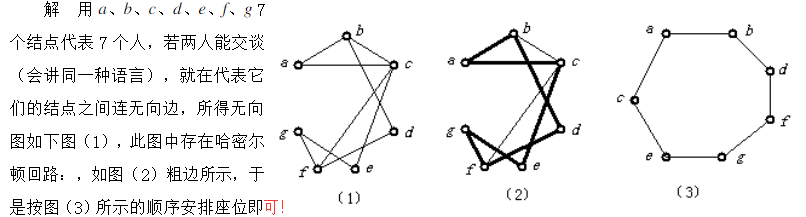 解 用 a、b、c、d、e、f、g 7
个结点代表 7 个人，若两人能交谈
（会讲同一种语言），就在代表它
们的结点之间连无向边，所得无向
图如下图（1），此图中存在哈密尔
顿回路：，如图（2）粗边所示，于
是按图（3）所示的顺序安排座位即可！
b
a
c
g
d
f
e
（1）
b
a
c
g
d
f
e
（2）
a
b
d
c
f
e
g
（3）